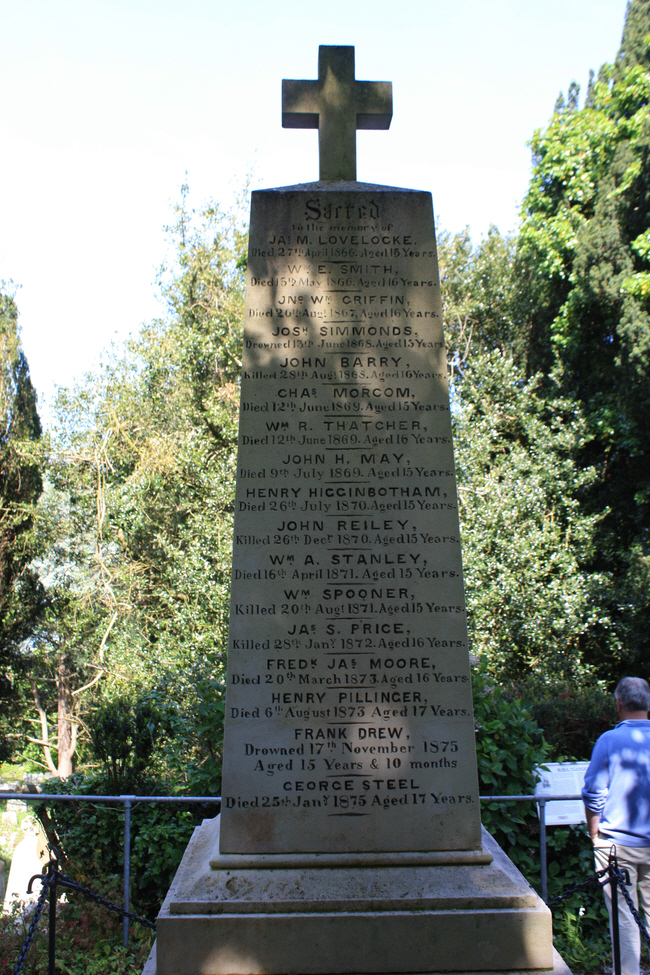 Sacred
to the memory of
JAs. M. LOVELOCKE.
Died 27th April 1866. Aged 15 Years.
Wm. E. SMITH,
Died 15th May 1866. Aged 16 Years.
JNo. Wm. GRIFFIN,
Died 26th Augt. 1867. Aged 16 Years.
JOSh. SIMMONDS.
Drowned 13th June 1868. Aged 15 Years.
JOHN BARRY,
Killed 28th Augt. 1868. Aged 16 Years.
CHAs. MORCOM,
Died 12th June 1869. Aged 15 Years.
WM R. THATCHER,
Died 12th June 1869. Aged 16 Years.
JOHN H. MAY,
Died 9th July 1869. Aged 15 Years.
HENRY HIGGINBOTHAM,
Died 26th July 1870. Aged 15 Years.
JOHN REILEY,
Killed 26th Decr. 1870. Aged 15 Years.
WM A. STANLEY,
Died 16th April 1871. Aged 15 Years.
WM SPOONER,
Killed 20th Augt. 1871. Aged 15 Years.
JAs. S. PRICE,
Killed 28th Jany. 1872. Aged 16 Years.
FREDk. JAs. MOORE,
Died 20th March 1873. Aged 16 Years
HENRY PILLINGER,
Died 6th August 1873 Aged 17 Years.
FRANK DREW,
Drowned 17th November 1875
Aged 15 Years & 10 months
GEORGE STEEL
Died 25th Jany. 1875 Aged 17 Years.